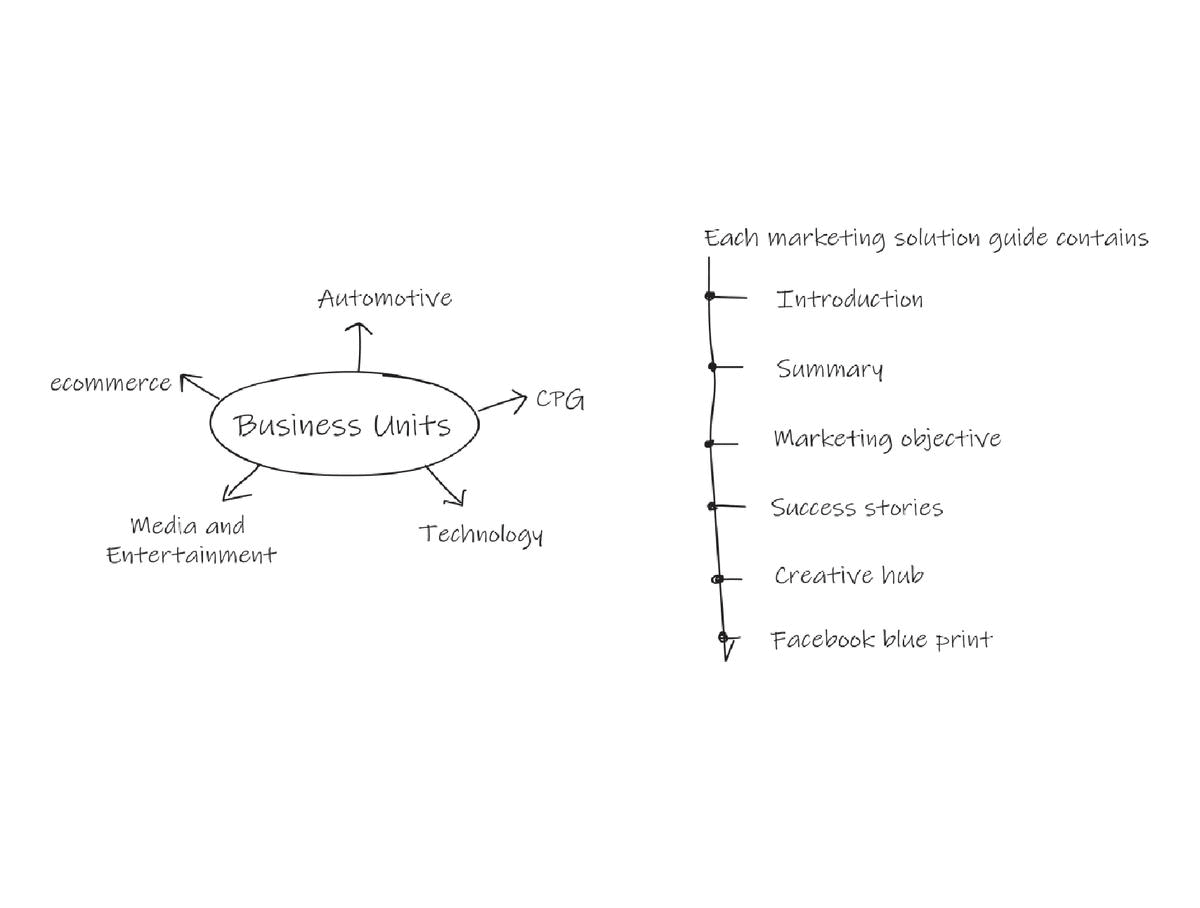 Automotive
ecommerce
CPG
Business Units
Media and
Entertainment
Technology
Each marketing solution guide contains
Introduction
Summary
Marketing objective
Success stories
Creative hub
Facebook blue print